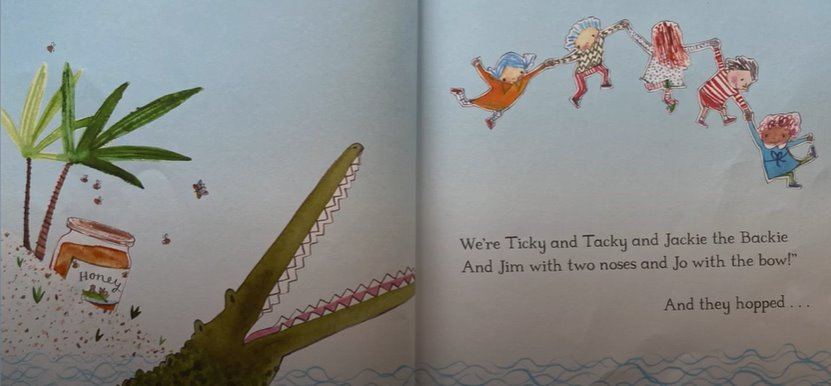 Honey
We're Ticky and Tacky and Jackie the Backie
And Jim with two noses and Jo with the bow!"
And they hopped . . .